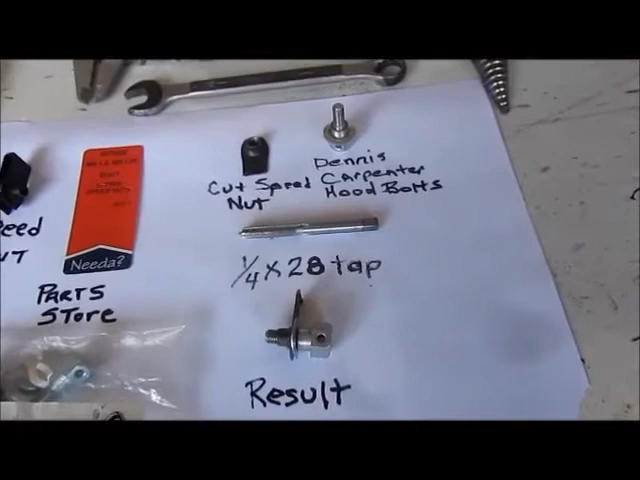 Dennis
Carpenter
Hood Bolts
Cut Speed
Nut
eed
UT
Needa?
1/4 x 28 tap
PARTS
STORE
Result